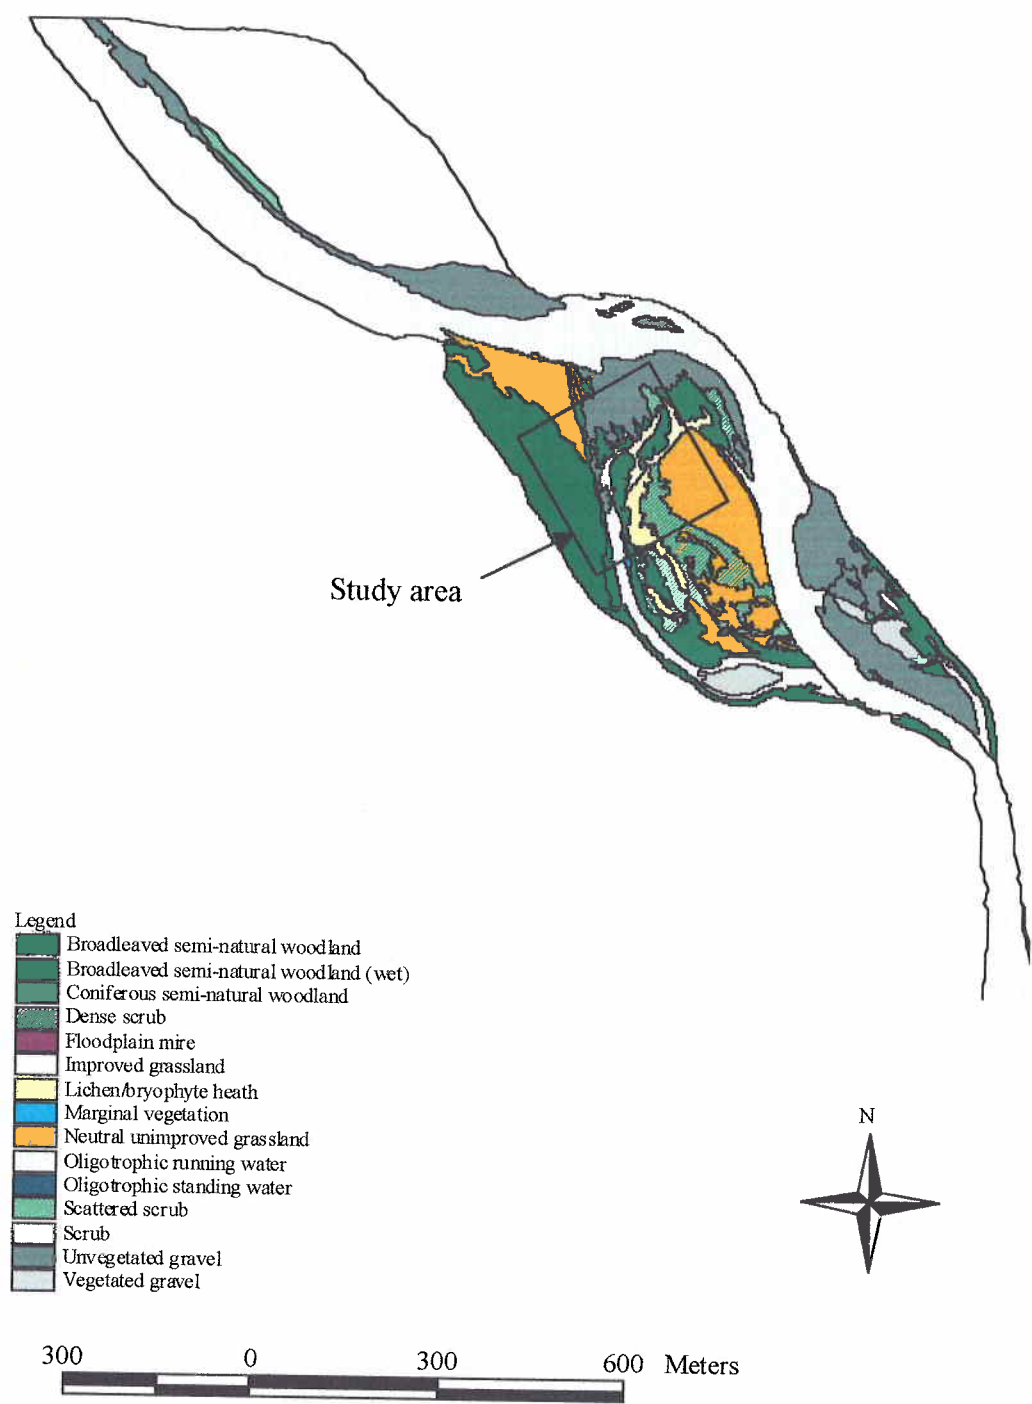 Study area
Legend
Broadleaved semi-natural woodland
Broadleaved semi-natural woodland (wet)
Coniferous semi-natural woodland
Dense scrub
Floodplain mire
Improved grassland
Lichen/bryophyte heath
Marginal vegetation
Neutral unimproved grassland
Oligotrophic running water
Oligotrophic standing water
Scattered scrub
Scrub
Unvegetated gravel
Vegetated gravel
N
300 0 300 600 Meters